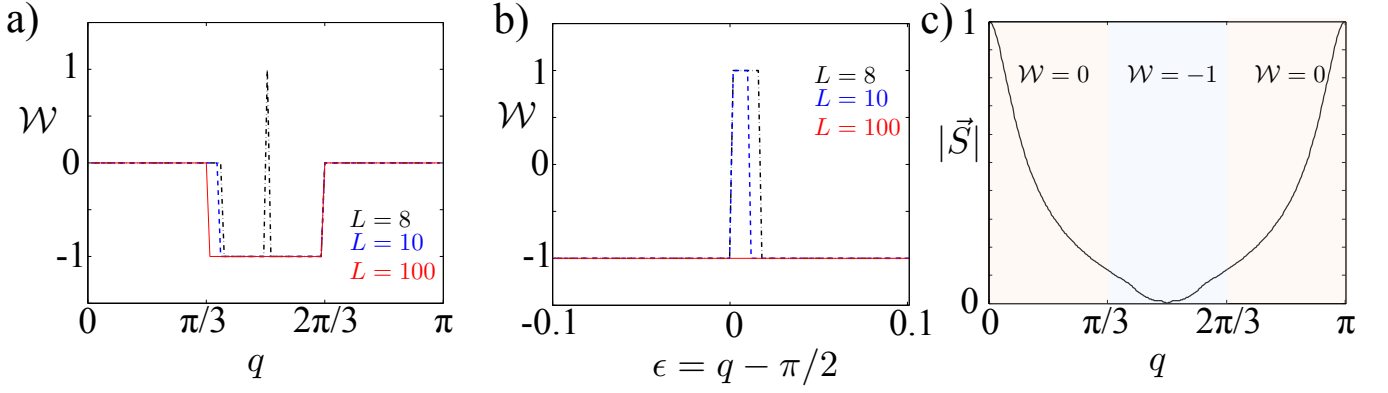 a)
1
0
-1
𝒲
L = 8
L = 10
L = 100
0
π/3
2π/3
π
q
b)
1
0
-1
𝒲
L = 8
L = 10
L = 100
-0.1
0
0.1
ϵ = q − π/2
c)
1
|S⃗|
0
𝒲 = 0
𝒲 = −1
𝒲 = 0
0
π/3
2π/3
π
q